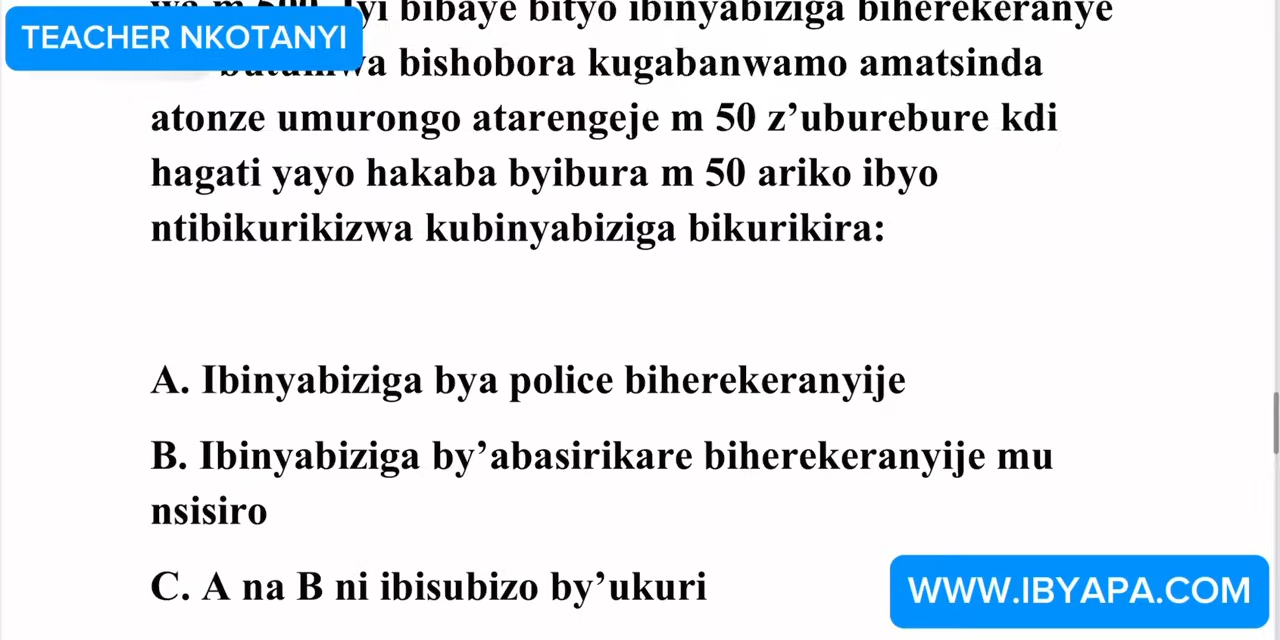 TEACHER NKOTANYI
bibaye bityo ibinyabiziga biherekeranye
bishobora kugabanwamo amatsinda
atonze umurongo atarengeje m 50 z’uburebure kdi
hagati yayo hakaba byibura m 50 ariko ibyo
ntibikurikizwa kubinyabiziga bikurikira:
A. Ibinyabiziga bya police biherekeranyije
B. Ibinyabiziga by’abasirikare biherekeranyije mu
nsisiro
C. A na B ni ibisubizo by’ukuri
WWW.IBYAPA.COM